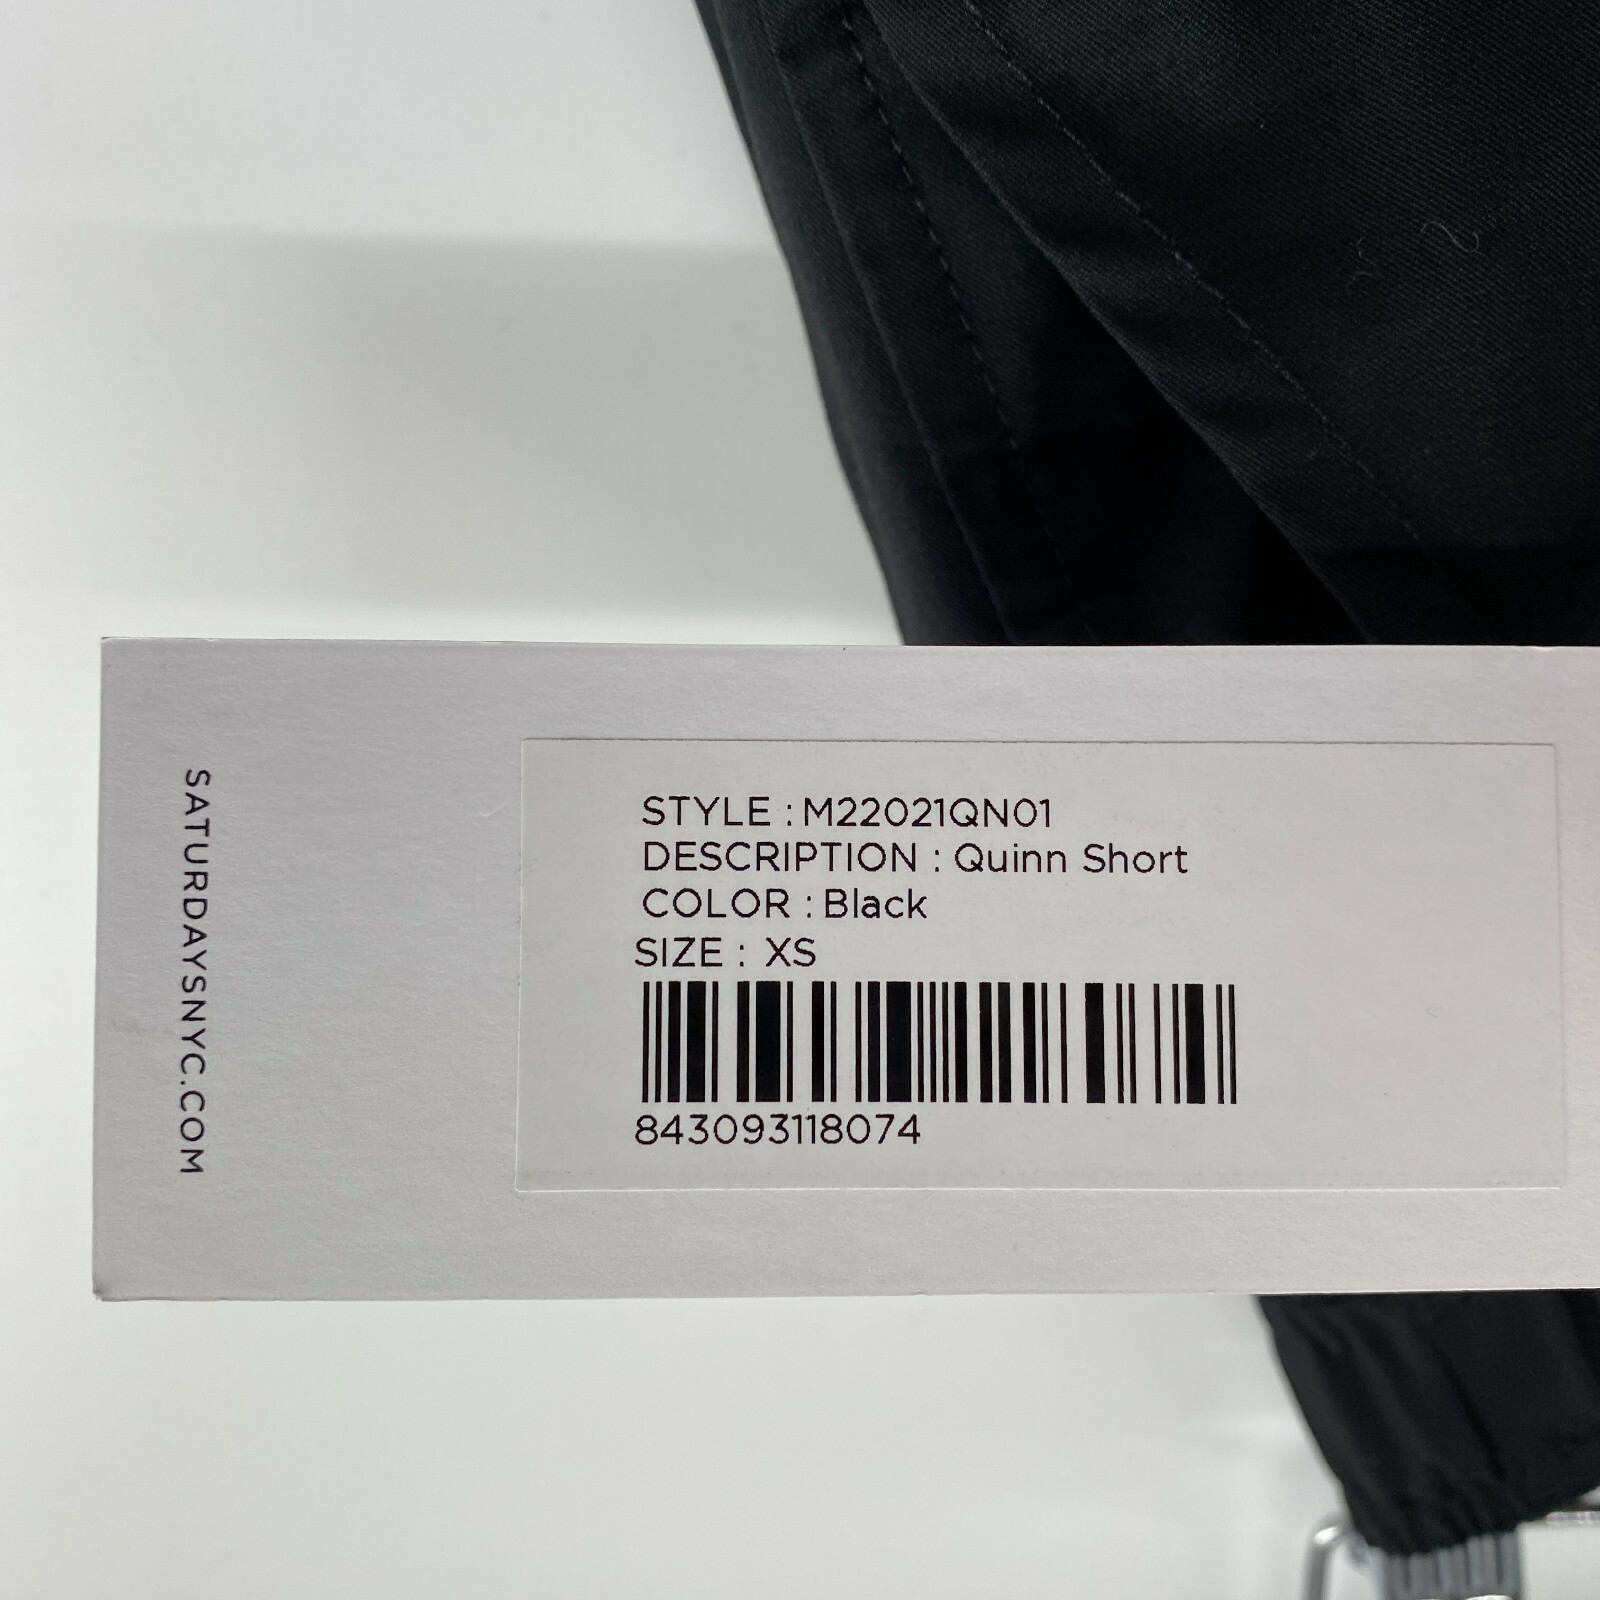 SATURDAYSNYC.COM
STYLE : M22021QN01
DESCRIPTION : Quinn Short
COLOR : Black
SIZE : XS
843093118074